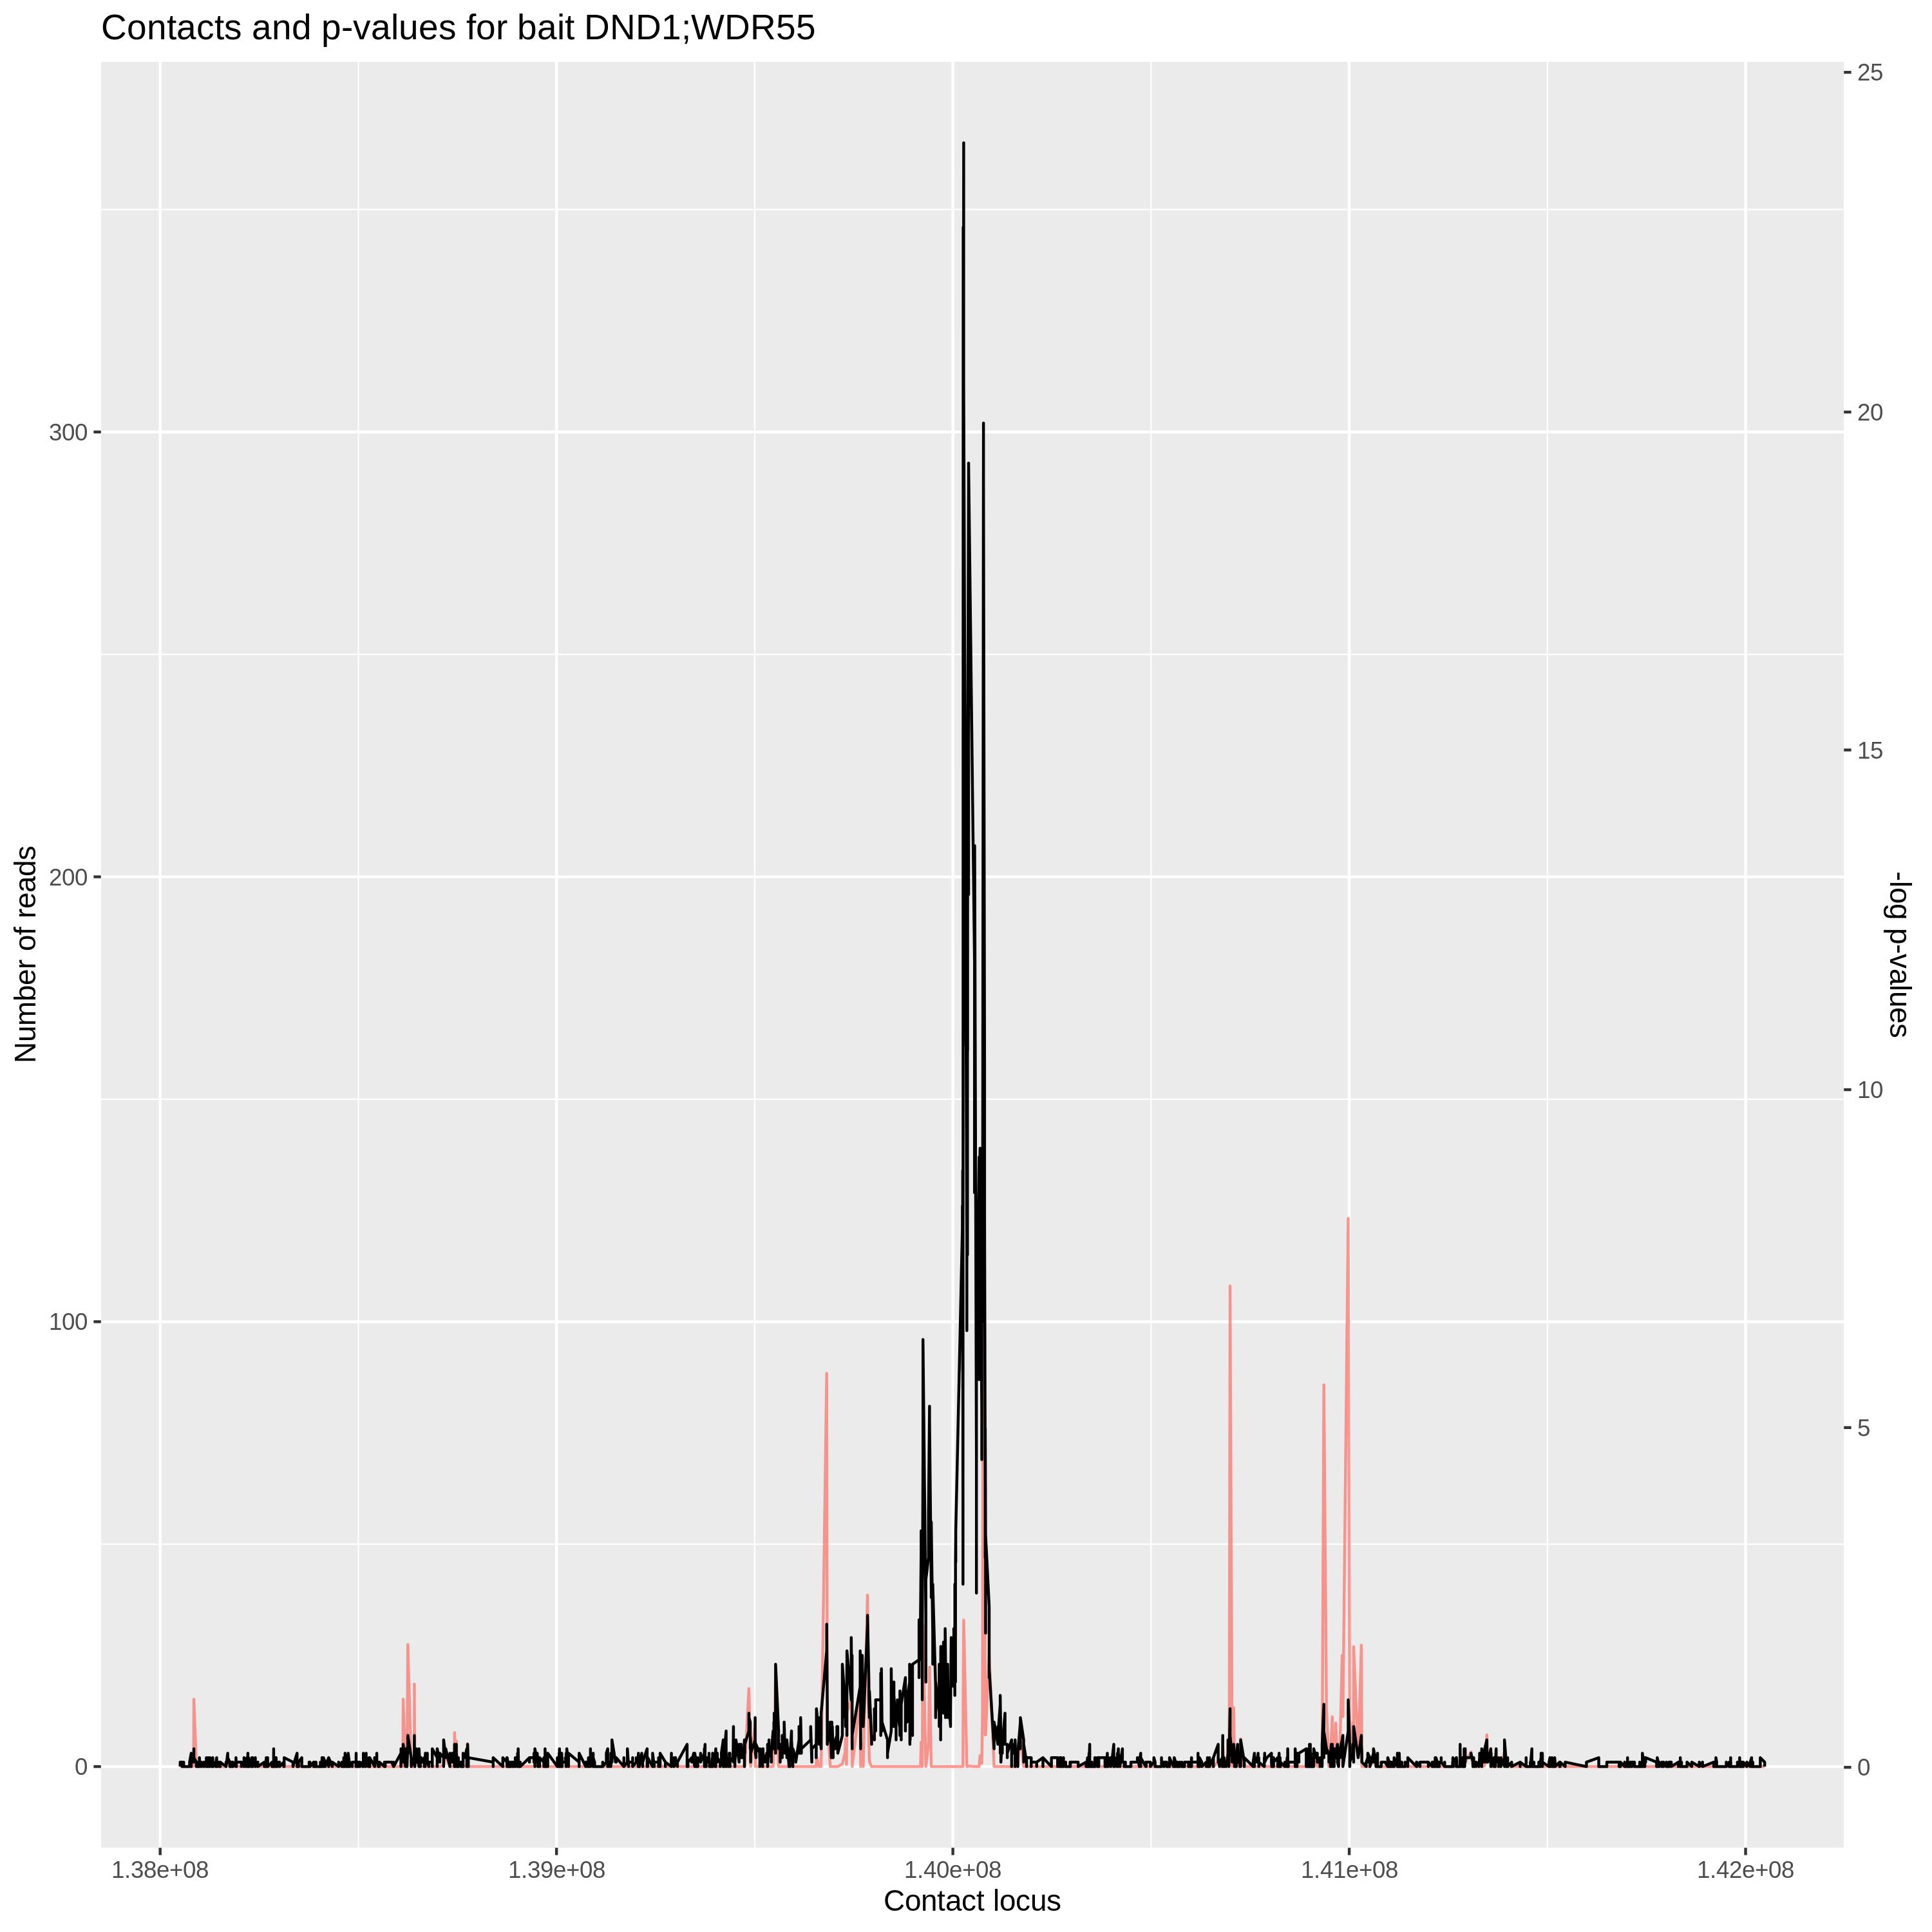 Contacts and p-values for bait DND1;WDR55
25
300
20
15
200
10
100
5
0
0
Number of reads
-log p-values
1.38e+08
1.39e+08
1.40e+08
1.41e+08
1.42e+08
Contact locus